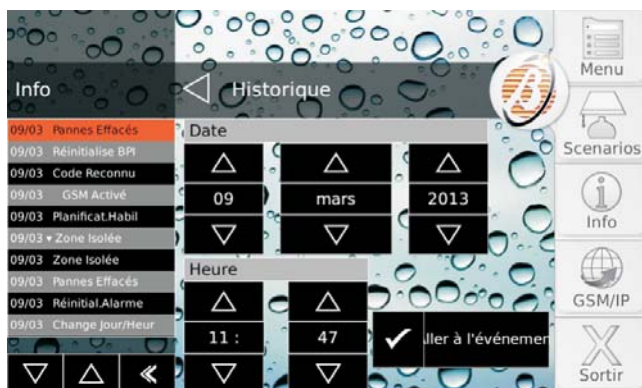 Info
Historique
09/03 Pannes Effacés
09/03 Réinitialise BPI
09/03 Code Reconnu
09/03 GSM Activé
09/03 Planificat.Habil
09/03 ▾ Zone Isolée
09/03 Zone Isolée
09/03 Pannes Effacés
09/03 Réinitial.Alarme
09/03 Change Jour/Heur
Date
09 mars 2013
Heure
11 : 47
ller à l'événemen
Menu
Scenarios
Info
GSM/IP
Sortir